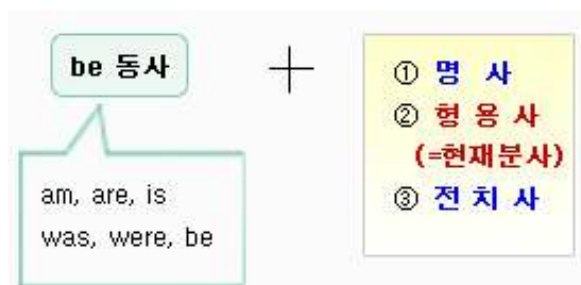 be 동사
+
① 명 사
② 형 용 사
(=현재분사)
③ 전 치 사
am, are, is
was, were, be